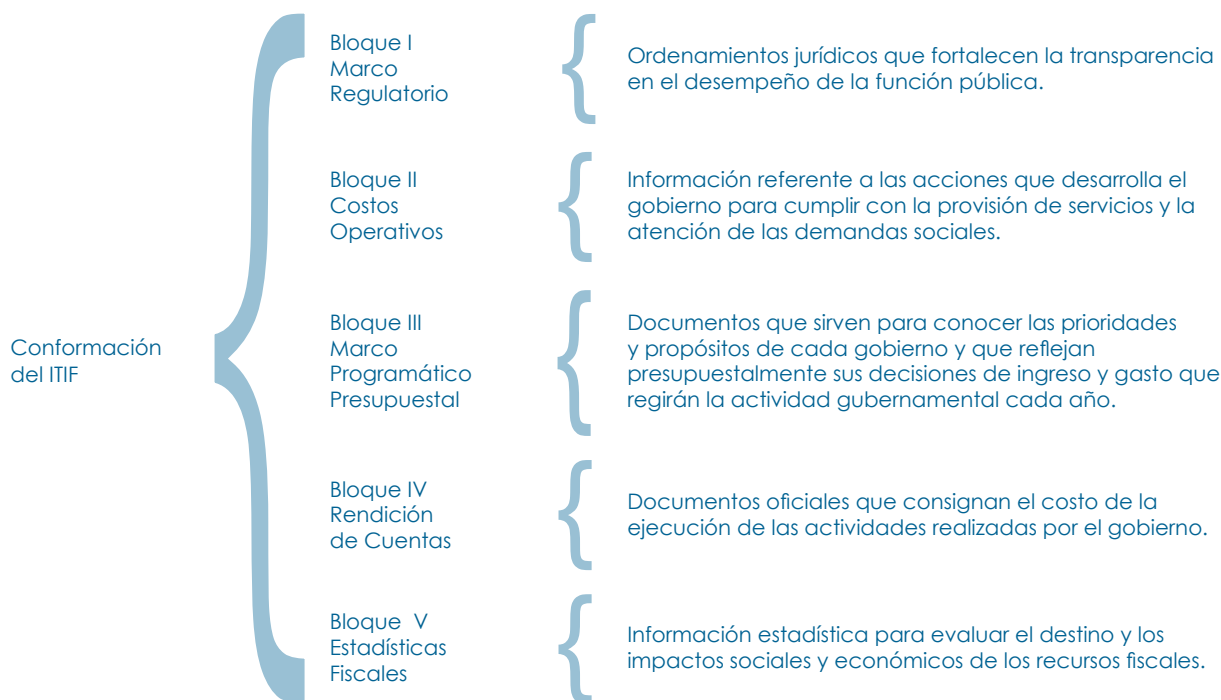 Conformación
del ITIF
Bloque I
Marco
Regulatorio
Ordenamientos jurídicos que fortalecen la transparencia
en el desempeño de la función pública.
Bloque II
Costos
Operativos
Información referente a las acciones que desarrolla el
gobierno para cumplir con la provisión de servicios y la
atención de las demandas sociales.
Bloque III
Marco
Programático
Presupuestal
Documentos que sirven para conocer las prioridades
y propósitos de cada gobierno y que reflejan
presupuestalmente sus decisiones de ingreso y gasto que
regirán la actividad gubernamental cada año.
Bloque IV
Rendición
de Cuentas
Documentos oficiales que consignan el costo de la
ejecución de las actividades realizadas por el gobierno.
Bloque V
Estadísticas
Fiscales
Información estadística para evaluar el destino y los
impactos sociales y económicos de los recursos fiscales.